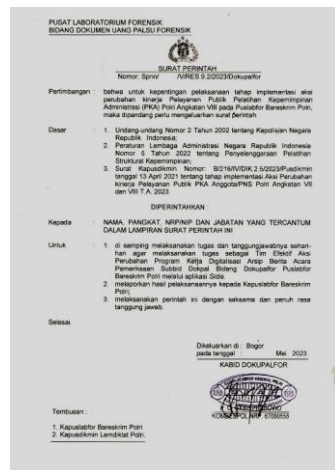 PUSAT LABORATORIUM FORENSIK
BIDANG DOKUMEN UANG PALSU FORENSIK
SURAT PERINTAH
Nomor Sprin/ /V/RES 9.2/2023/Dokupalfor
Pertimbangan : bahwa untuk kepentingan pelaksanaan tahap implementasi aksi
perubahan kinerja Pelayanan Publik Pelatihan Kepemimpinan
Administrasi (PKA) Polri Angkatan VIII pada Puslabfor Bareskrim Polri,
maka dipandang perlu mengeluarkan surat perintah.
Dasar : 1. Undang-undang Nomor 2 Tahun 2002 tentang Kepolisian Negara
Republik Indonesia;
2. Peraturan Lembaga Administrasi Negara Republik Indonesia
Nomor 6 Tahun 2022 tentang Penyelenggaraan Pelatihan
Struktural Kepemimpinan;
3. Surat Kapusdikmin Nomor: B/216/IV/DIK.2.5/2023/Pusdikmin
tanggal 13 April 2021 tentang tahap implementasi Aksi Perubahan
kinerja Pelayanan Publik PKA Anggota/PNS Polri Angkatan VII
dan VIII T.A. 2023.
DIPERINTAHKAN :
Kepada : NAMA, PANGKAT, NRP/NIP DAN JABATAN YANG TERCANTUM
DALAM LAMPIRAN SURAT PERINTAH INI
Untuk : 1. di samping melaksanakan tugas dan tanggungjawabnya sehari-
hari agar melaksanakan tugas sebagai Tim Efektif Aksi
Perubahan Program Kerja Digitalisasi Arsip Berita Acara
Pemeriksaan Subbid Dokpal Bidang Dokupalfor Puslabfor
Bareskrim Polri melalui aplikasi Sidia.
2. melaporkan hasil pelaksanaannya kepada Kapuslabfor Bareskrim
Polri;
3. melaksanakan perintah ini dengan saksama dan penuh rasa
tanggung jawab.
Selesai.
Dikeluarkan di : Bogor
pada tanggal : Mei 2023
KABID DOKUPALFOR
KOMBESPOL NRP.
Tembusan :
1. Kapuslabfor Bareskrim Polri
2. Kapusdikmin Lemdiklat Polri.